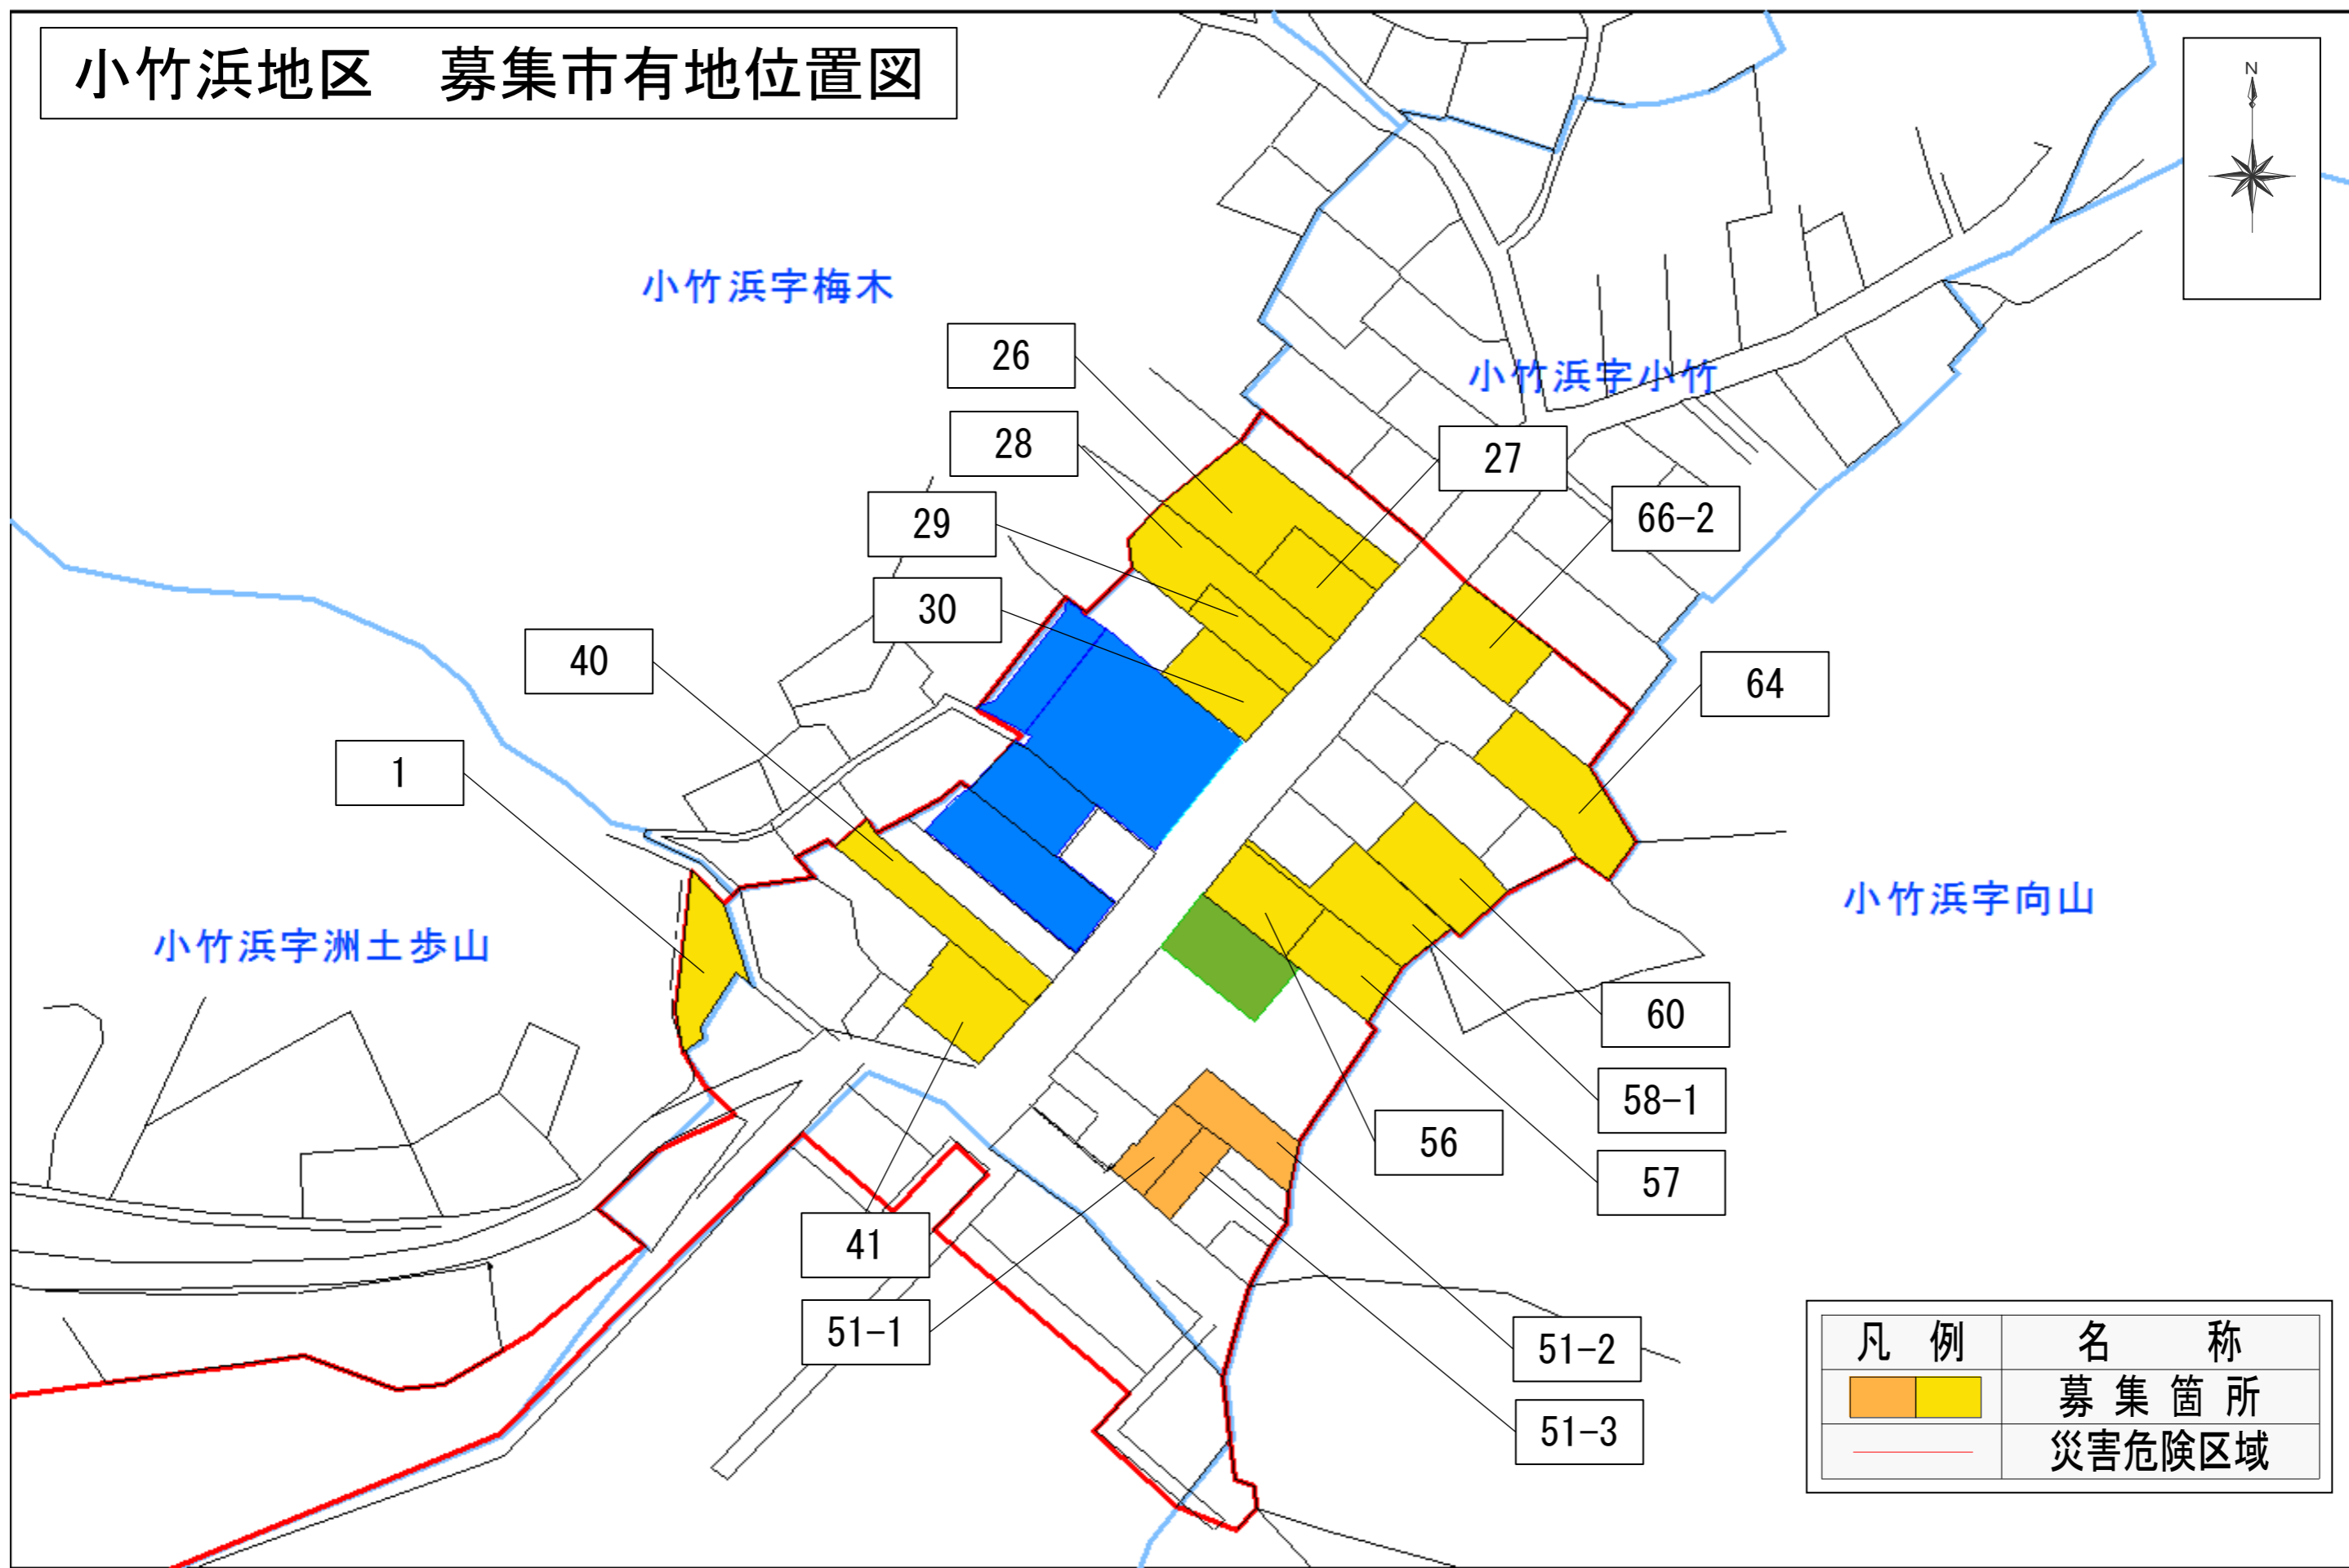 小竹浜地区　募集市有地位置図
N
小竹浜字梅木
26
小竹浜字小竹
28
27
29
66-2
30
40
64
1
小竹浜字向山
小竹浜字洲土歩山
60
58-1
56
57
41
51-1
51-2
51-3
凡 例 名 称
募 集 箇 所
災害危険区域